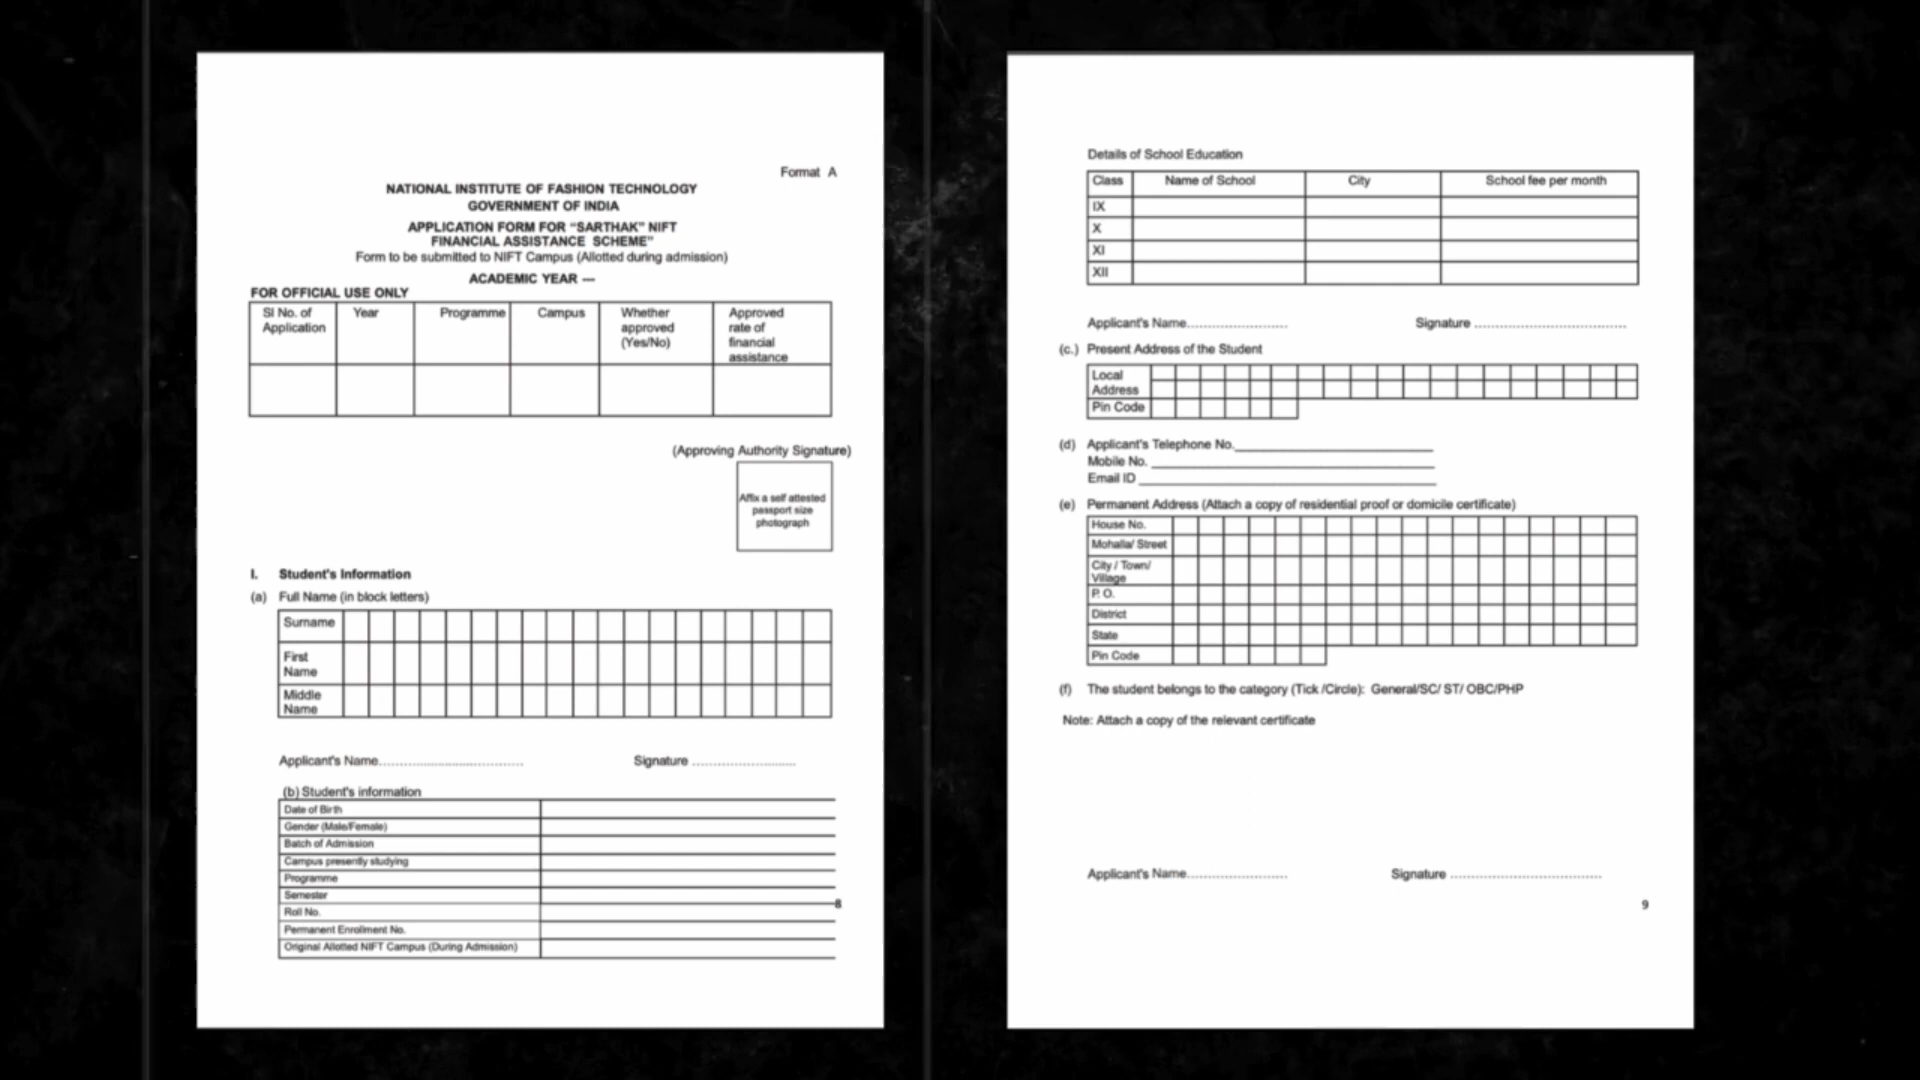 Format A
NATIONAL INSTITUTE OF FASHION TECHNOLOGY
GOVERNMENT OF INDIA
APPLICATION FORM FOR “SARTHAK” NIFT
FINANCIAL ASSISTANCE SCHEME”
Form to be submitted to NIFT Campus (Allotted during admission)
ACADEMIC YEAR ---
FOR OFFICIAL USE ONLY
Sl No. of Application Year Programme Campus Whether approved (Yes/No) Approved rate of financial assistance
(Approving Authority Signature)
Affix a self attested
passport size
photograph
I. Student's Information
(a) Full Name (in block letters)
Surname
First
Name
Middle
Name
Applicant's Name.................................... Signature ..........................
(b) Student's information
Date of Birth
Gender (Male/Female)
Batch of Admission
Campus presently studying
Programme
Semester
Roll No.
Permanent Enrollment No.
Original Allotted NIFT Campus (During Admission)
8
Details of School Education
Class Name of School City School fee per month
IX
X
XI
XII
Applicant's Name......................... Signature ......................................
(c.) Present Address of the Student
Local
Address
Pin Code
(d) Applicant's Telephone No.____________________________
Mobile No. ________________________________________
Email ID __________________________________________
(e) Permanent Address (Attach a copy of residential proof or domicile certificate)
House No.
Mohalla/ Street
City / Town/
Village
P. O.
District
State
Pin Code
(f) The student belongs to the category (Tick /Circle): General/SC/ ST/ OBC/PHP
Note: Attach a copy of the relevant certificate
Applicant's Name......................... Signature ......................................
9